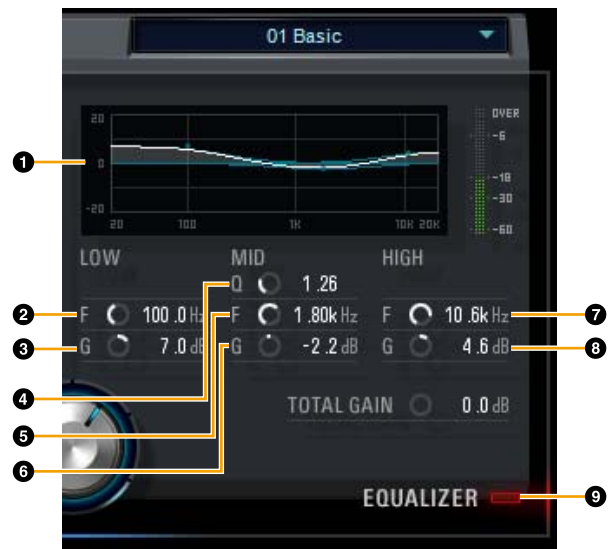 01 Basic
OVER
20
-6
1
0
-18
-30
-20
-60
20 100 1K 10K 20K
LOW MID HIGH
Q 1.26
2 F 100.0 Hz F 1.80k Hz F 10.6k Hz 7
3 G 7.0 dB G -2.2 dB G 4.6 dB 8
4
TOTAL GAIN 0.0 dB
5
6
EQUALIZER 9